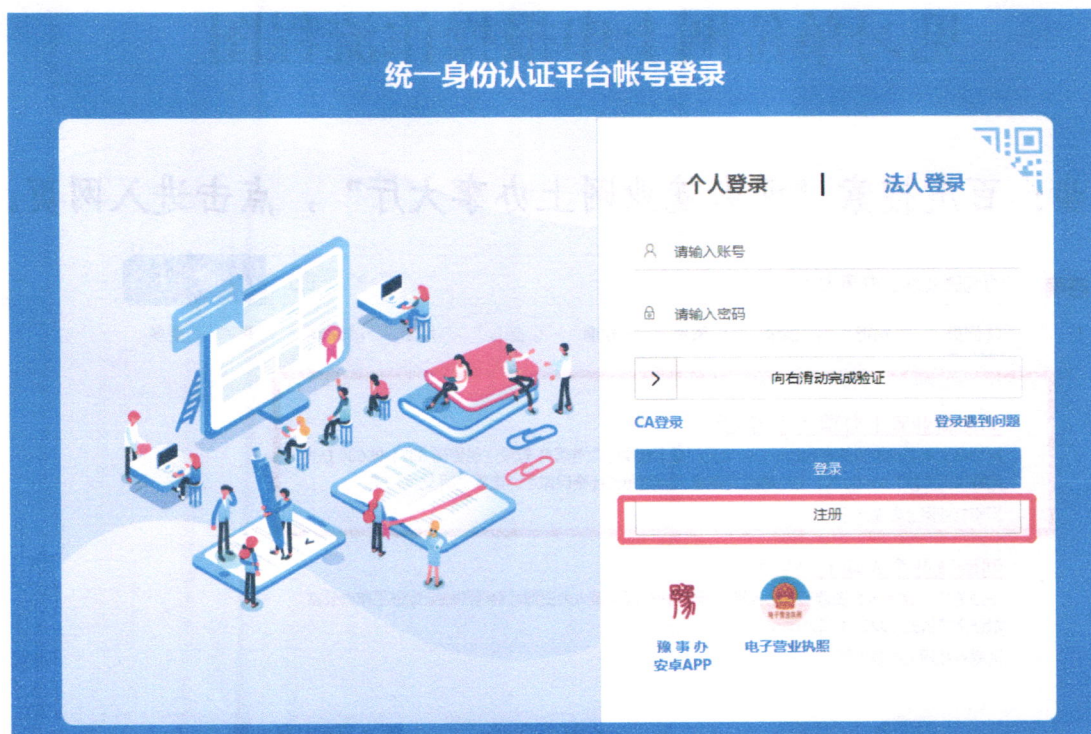 统一身份认证平台帐号登录
个人登录 | 法人登录
请输入账号
请输入密码
> 向右滑动完成验证
CA登录 登录遇到问题
登录
注册
豫
豫事办 电子营业执照
安卓APP